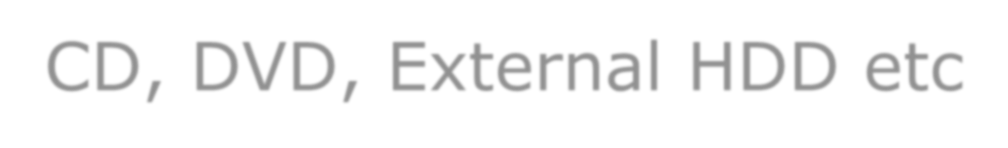 CD, DVD, External HDD etc